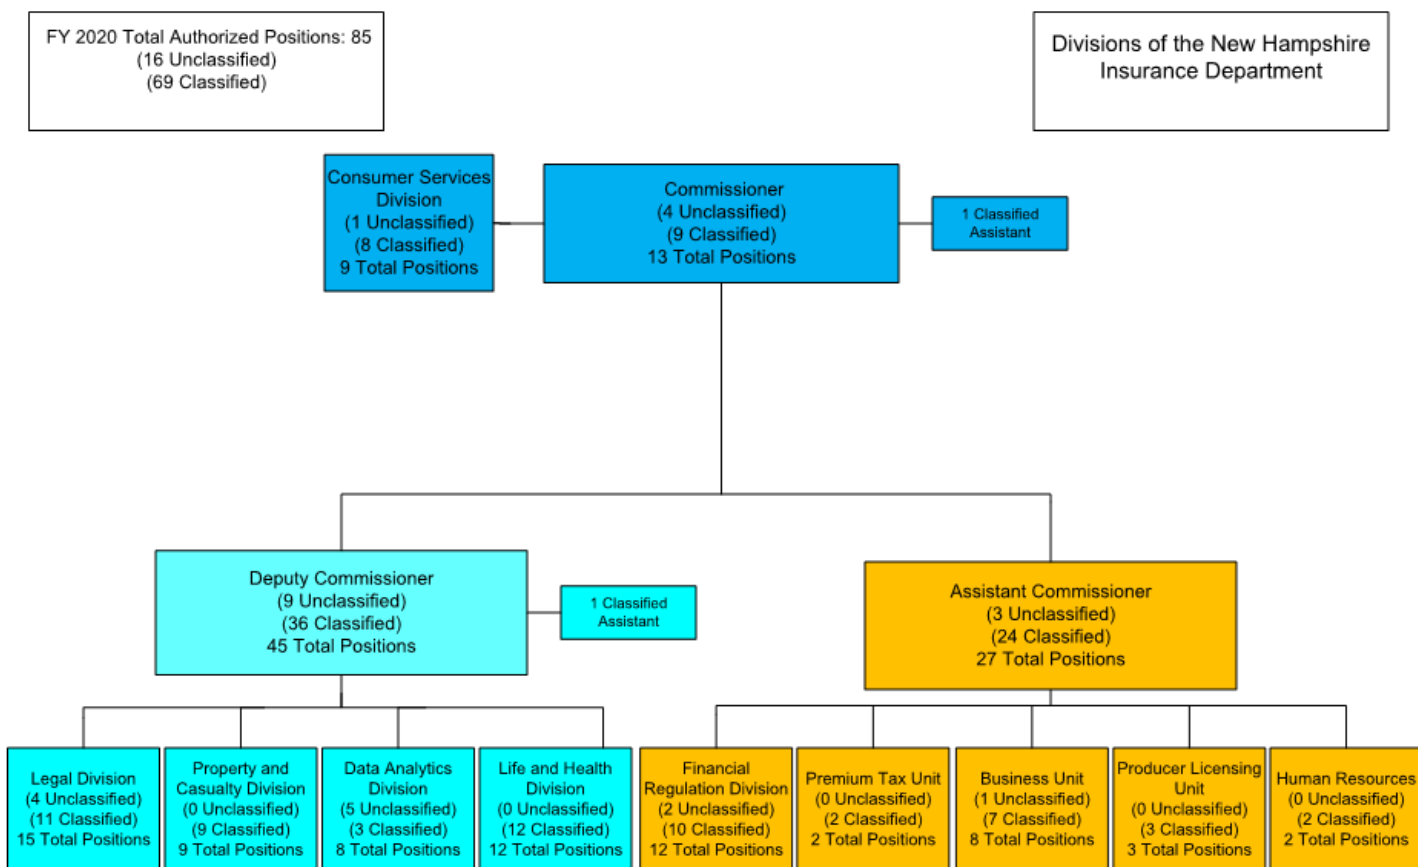 FY 2020 Total Authorized Positions: 85
(16 Unclassified)
(69 Classified)
Divisions of the New Hampshire
Insurance Department
Consumer Services
Division
(1 Unclassified)
(8 Classified)
9 Total Positions
Commissioner
(4 Unclassified)
(9 Classified)
13 Total Positions
1 Classified
Assistant
Deputy Commissioner
(9 Unclassified)
(36 Classified)
45 Total Positions
1 Classified
Assistant
Assistant Commissioner
(3 Unclassified)
(24 Classified)
27 Total Positions
Legal Division
(4 Unclassified)
(11 Classified)
15 Total Positions
Property and
Casualty Division
(0 Unclassified)
(9 Classified)
9 Total Positions
Data Analytics
Division
(5 Unclassified)
(3 Classified)
8 Total Positions
Life and Health
Division
(0 Unclassified)
(12 Classified)
12 Total Positions
Financial
Regulation Division
(2 Unclassified)
(10 Classified)
12 Total Positions
Premium Tax Unit
(0 Unclassified)
(2 Classified)
2 Total Positions
Business Unit
(1 Unclassified)
(7 Classified)
8 Total Positions
Producer Licensing
Unit
(0 Unclassified)
(3 Classified)
3 Total Positions
Human Resources
(0 Unclassified)
(2 Classified)
2 Total Positions